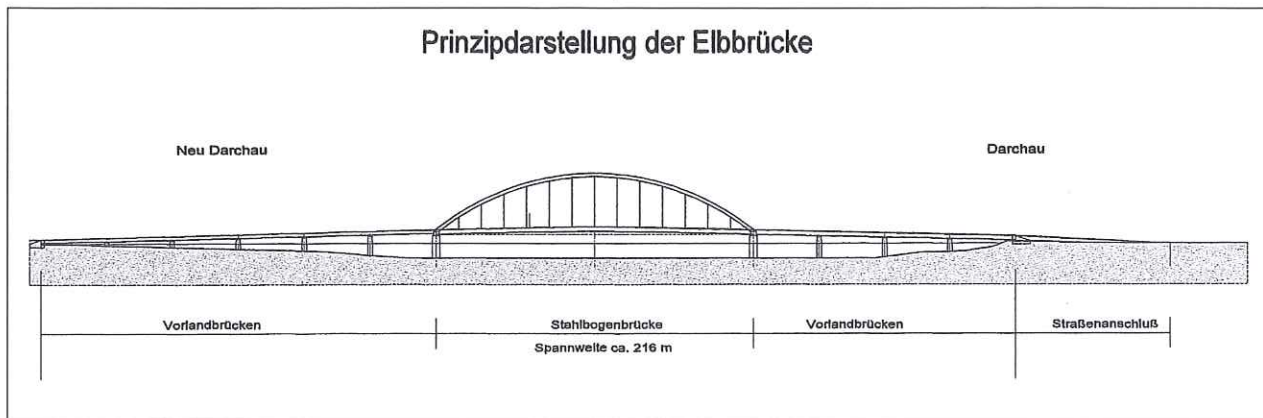 Prinzipdarstellung der Elbbrücke
Neu Darchau
Darchau
Vorlandbrücken
Stahlbogenbrücke
Vorlandbrücken
Straßenanschluß
Spannweite ca. 216 m